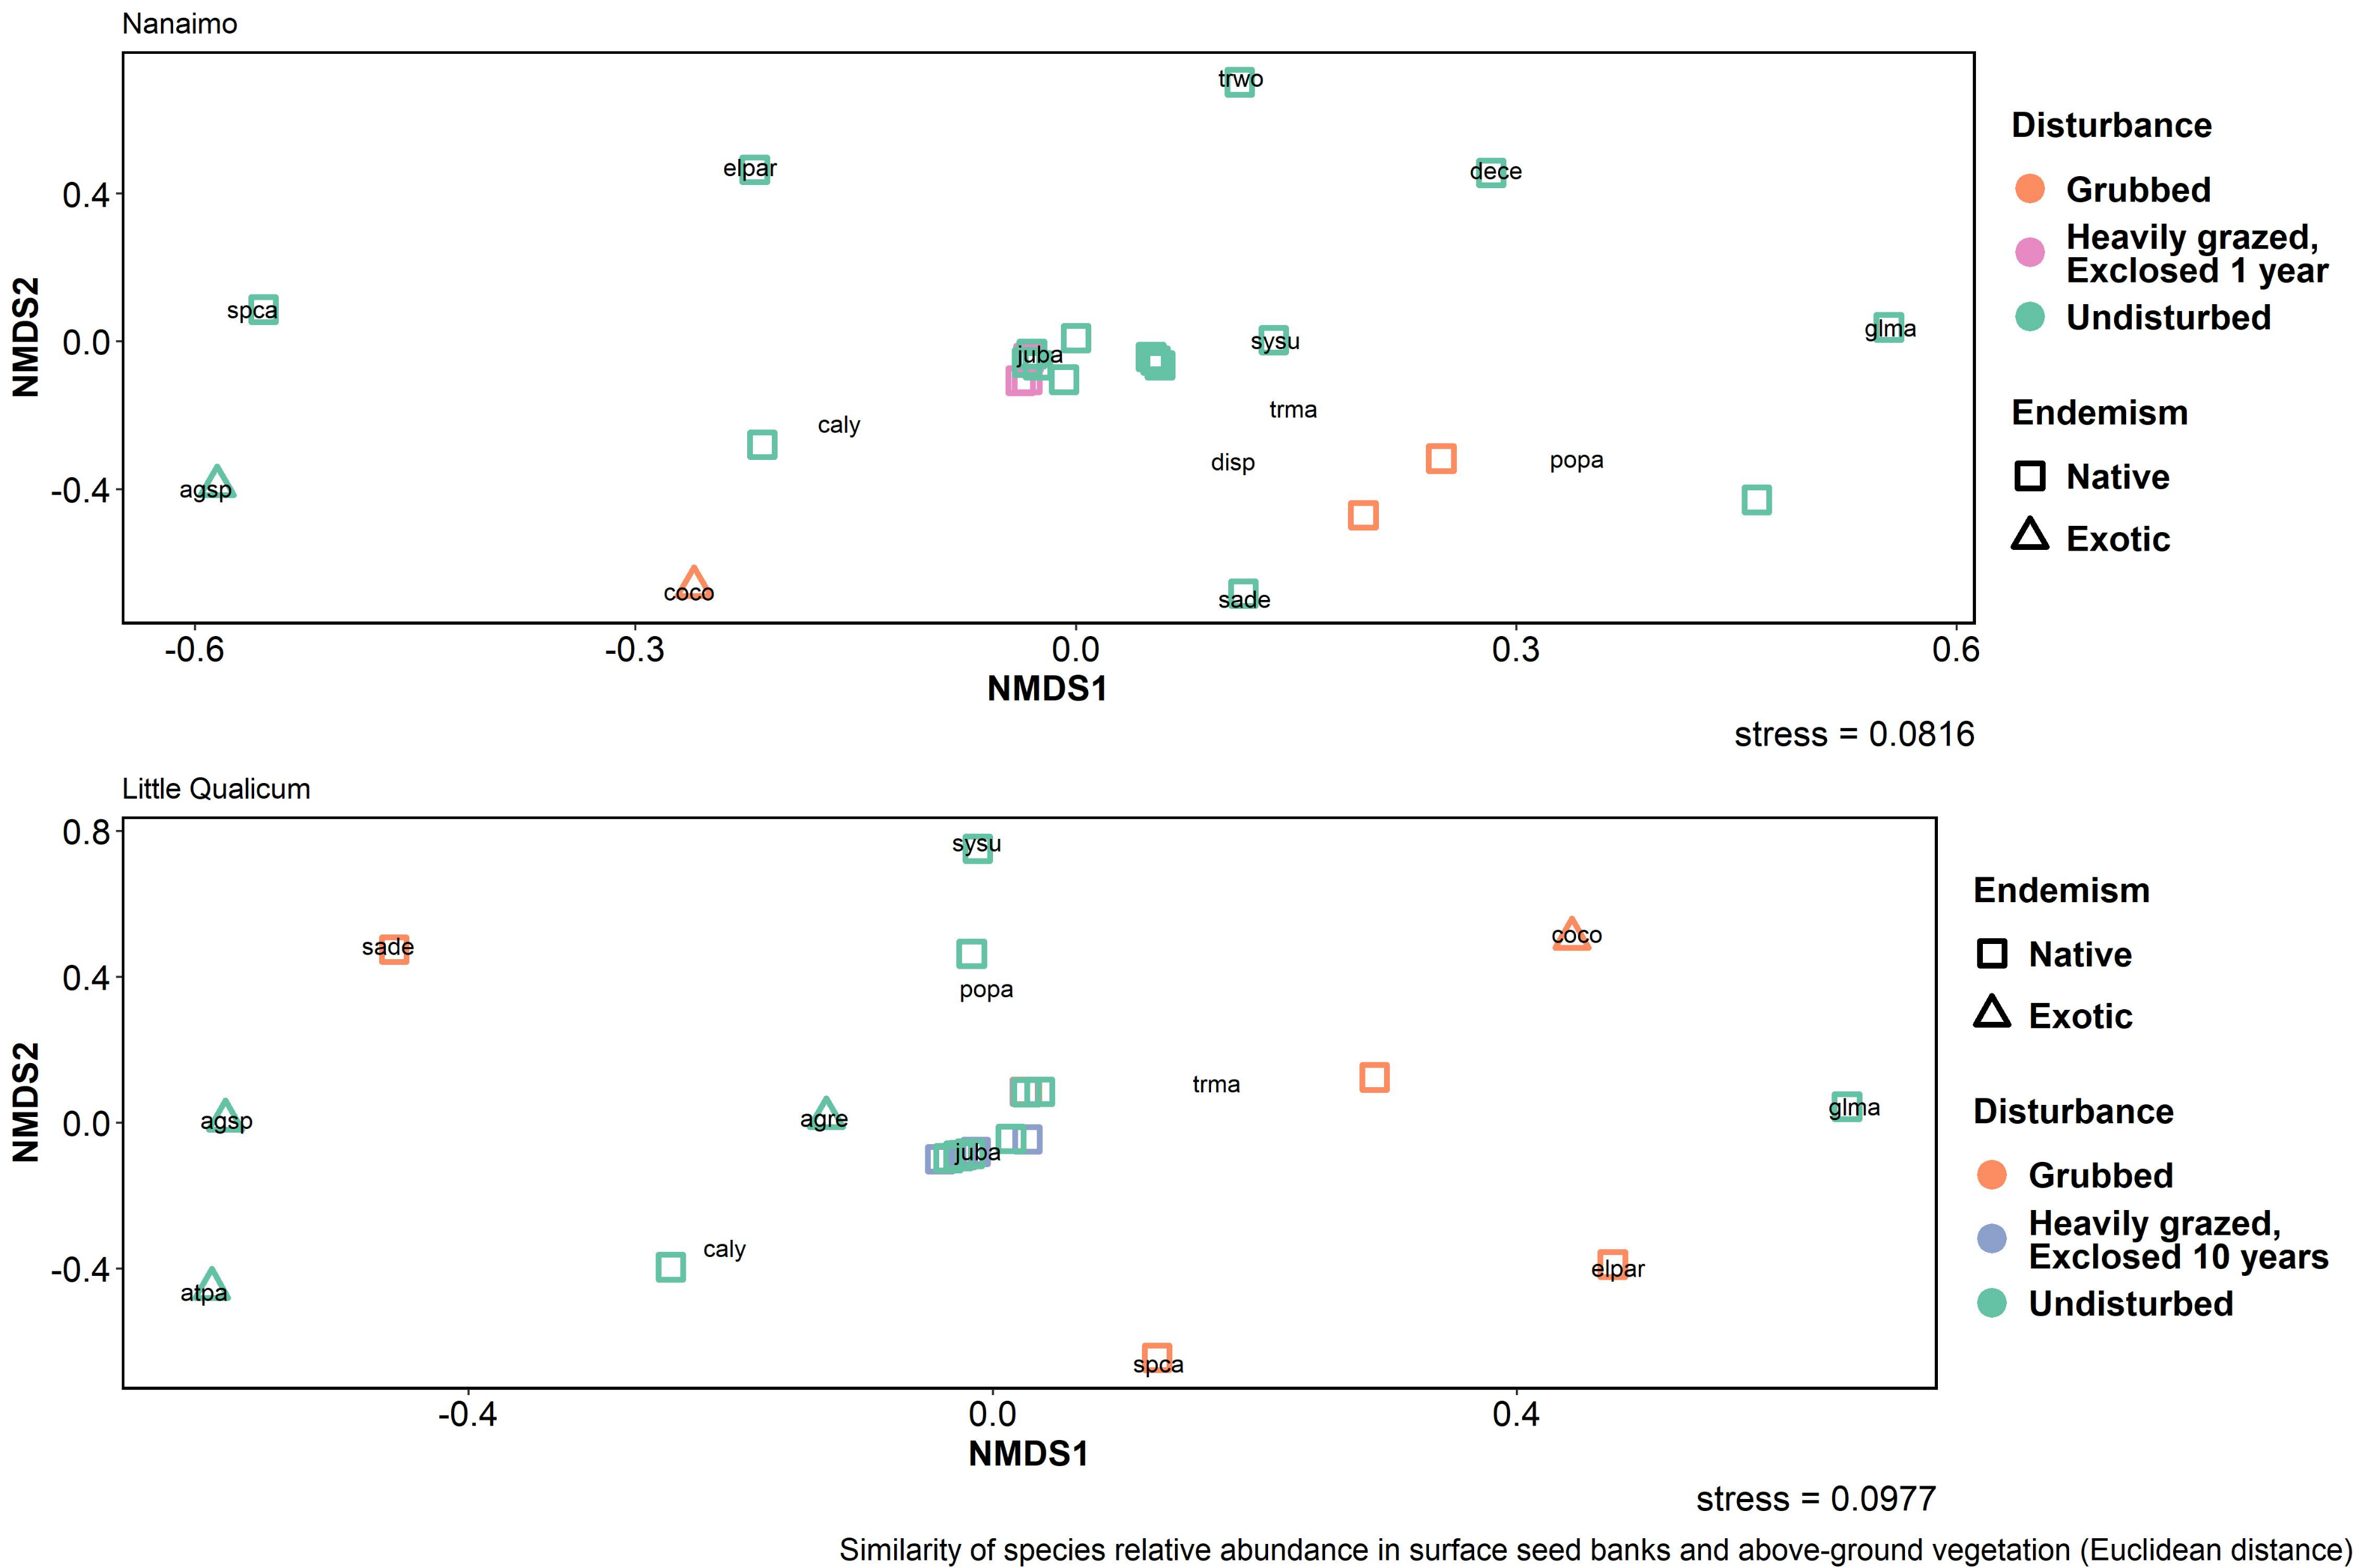 Nanaimo
NMDS2
0.4
0.0
-0.4
trwo
elpar
dece
spca
glma
sysu
juba
trma
caly
disp
popa
agsp
coco
sade
-0.6
-0.3
0.0
0.3
0.6
NMDS1
stress = 0.0816
Disturbance
Grubbed
Heavily grazed,
Exclosed 1 year
Undisturbed
Endemism
Native
Exotic
Little Qualicum
NMDS2
0.8
0.4
0.0
-0.4
sysu
coco
sade
popa
trma
glma
agsp
agre
juba
caly
elpar
atpa
spca
-0.4
0.0
0.4
NMDS1
stress = 0.0977
Endemism
Native
Exotic
Disturbance
Grubbed
Heavily grazed,
Exclosed 10 years
Undisturbed
Similarity of species relative abundance in surface seed banks and above-ground vegetation (Euclidean distance)